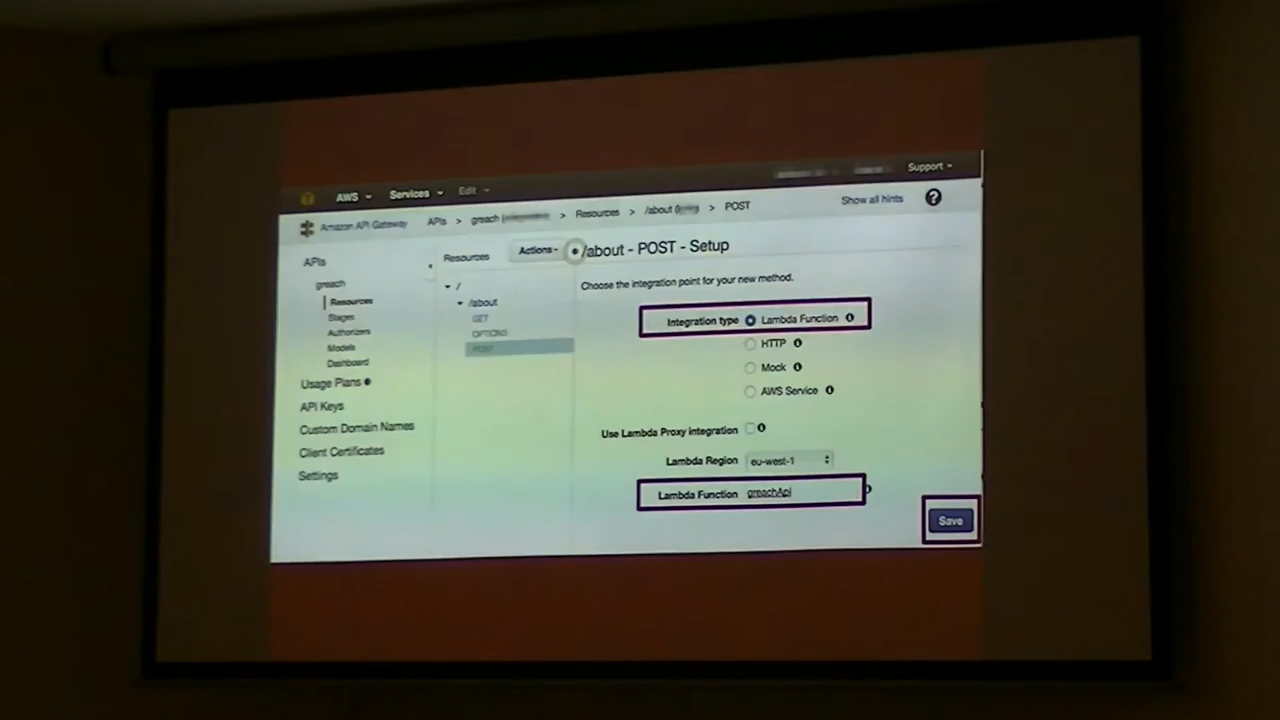 AWS Services Edit Support
Amazon API Gateway APIs > greach > Resources > /about > POST Show all hints ?
APIs
greach
Resources
Stages
Authorizers
Models
Dashboard
Usage Plans
API Keys
Custom Domain Names
Client Certificates
Settings
Resources Actions
/
/about
GET
OPTIONS
POST
/about - POST - Setup
Choose the integration point for your new method.
Integration type Lambda Function
HTTP
Mock
AWS Service
Use Lambda Proxy integration
Lambda Region eu-west-1
Lambda Function greachApi
Save